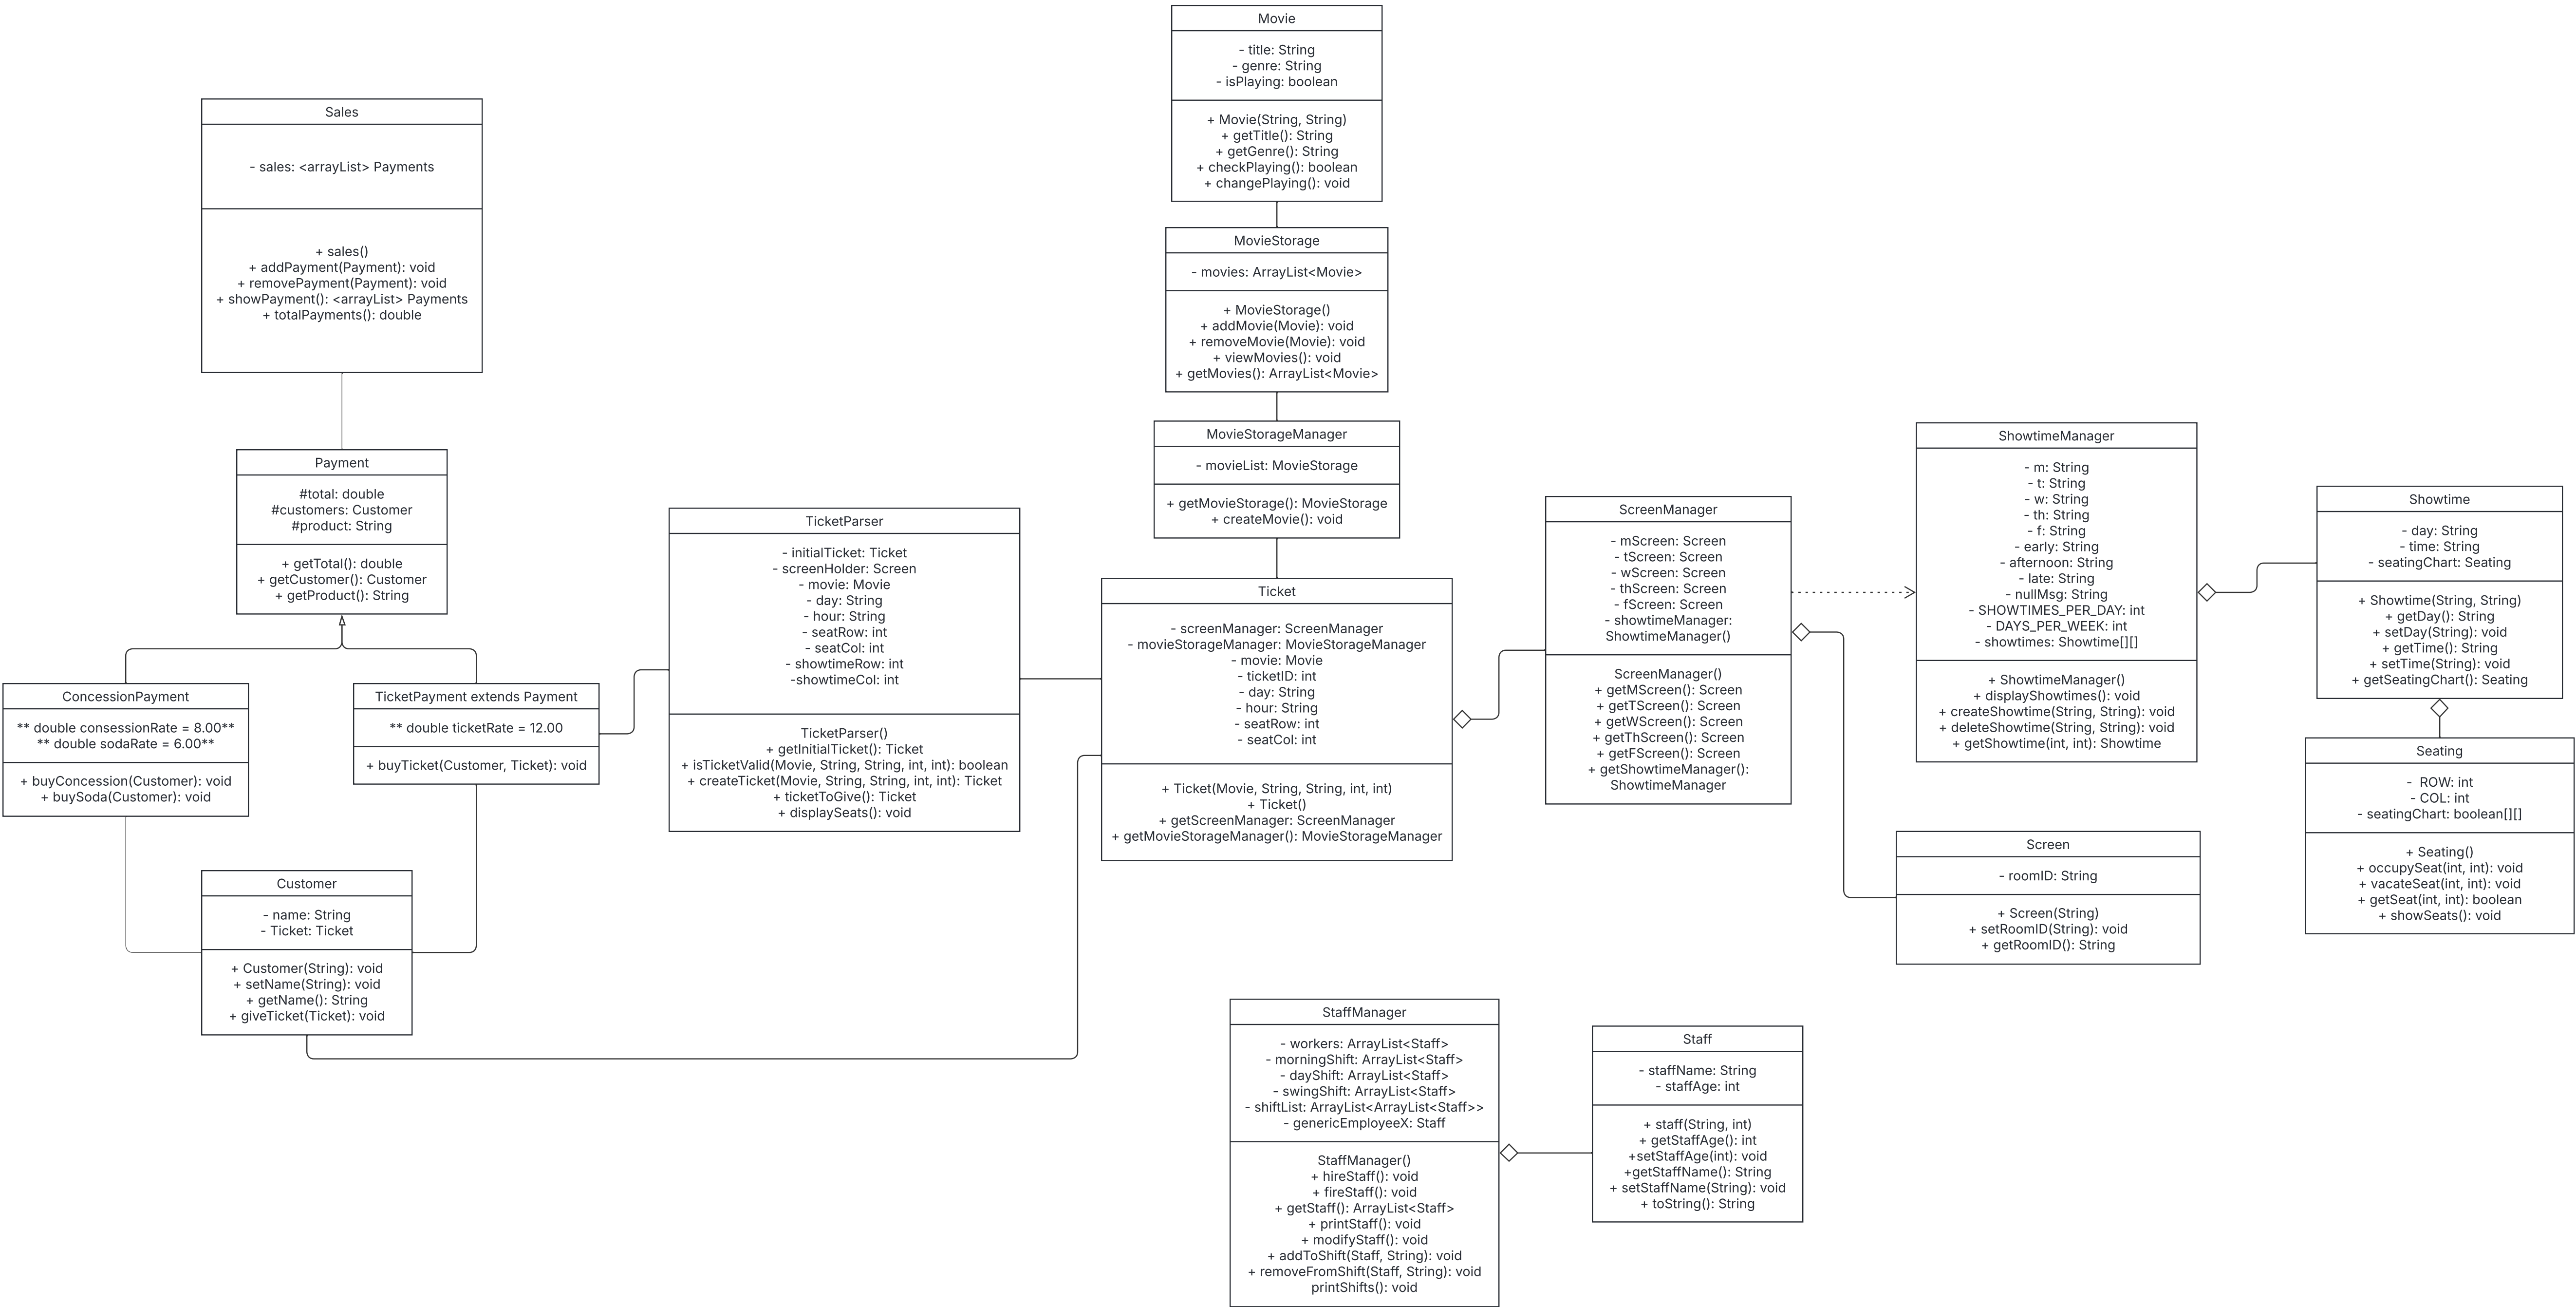 Movie
- title: String
- genre: String
- isPlaying: boolean
+ Movie(String, String)
+ getTitle(): String
+ getGenre(): String
+ checkPlaying(): boolean
+ changePlaying(): void
Sales
- sales: <arrayList> Payments
+ sales()
+ addPayment(Payment): void
+ removePayment(Payment): void
+ showPayment(): <arrayList> Payments
+ totalPayments(): double
MovieStorage
- movies: ArrayList<Movie>
+ MovieStorage()
+ addMovie(Movie): void
+ removeMovie(Movie): void
+ viewMovies(): void
+ getMovies(): ArrayList<Movie>
MovieStorageManager
- movieList: MovieStorage
+ getMovieStorage(): MovieStorage
+ createMovie(): void
Payment
#total: double
#customers: Customer
#product: String
+ getTotal(): double
+ getCustomer(): Customer
+ getProduct(): String
ConcessionPayment
** double consessionRate = 8.00**
** double sodaRate = 6.00**
+ buyConcession(Customer): void
+ buySoda(Customer): void
TicketPayment extends Payment
** double ticketRate = 12.00
+ buyTicket(Customer, Ticket): void
Customer
- name: String
- Ticket: Ticket
+ Customer(String): void
+ setName(String): void
+ getName(): String
+ giveTicket(Ticket): void
TicketParser
- initialTicket: Ticket
- screenHolder: Screen
- movie: Movie
- day: String
- hour: String
- seatRow: int
- seatCol: int
- showtimeRow: int
-showtimeCol: int
TicketParser()
+ getInitialTicket(): Ticket
+ isTicketValid(Movie, String, String, int, int): boolean
+ createTicket(Movie, String, String, int, int): Ticket
+ ticketToGive(): Ticket
+ displaySeats(): void
Ticket
- screenManager: ScreenManager
- movieStorageManager: MovieStorageManager
- movie: Movie
- ticketID: int
- day: String
- hour: String
- seatRow: int
- seatCol: int
+ Ticket(Movie, String, String, int, int)
+ Ticket()
+ getScreenManager: ScreenManager
+ getMovieStorageManager(): MovieStorageManager
ScreenManager
- mScreen: Screen
- tScreen: Screen
- wScreen: Screen
- thScreen: Screen
- fScreen: Screen
- showtimeManager:
ShowtimeManager()
ScreenManager()
+ getMScreen(): Screen
+ getTScreen(): Screen
+ getWScreen(): Screen
+ getThScreen(): Screen
+ getFScreen(): Screen
+ getShowtimeManager():
ShowtimeManager
ShowtimeManager
- m: String
- t: String
- w: String
- th: String
- f: String
- early: String
- afternoon: String
- late: String
- nullMsg: String
- SHOWTIMES_PER_DAY: int
- DAYS_PER_WEEK: int
- showtimes: Showtime[][]
+ ShowtimeManager()
+ displayShowtimes(): void
+ createShowtime(String, String): void
+ deleteShowtime(String, String): void
+ getShowtime(int, int): Showtime
Showtime
- day: String
- time: String
- seatingChart: Seating
+ Showtime(String, String)
+ getDay(): String
+ setDay(String): void
+ getTime(): String
+ setTime(String): void
+ getSeatingChart(): Seating
Seating
- ROW: int
- COL: int
- seatingChart: boolean[][]
+ Seating()
+ occupySeat(int, int): void
+ vacateSeat(int, int): void
+ getSeat(int, int): boolean
+ showSeats(): void
Screen
- roomID: String
+ Screen(String)
+ setRoomID(String): void
+ getRoomID(): String
StaffManager
- workers: ArrayList<Staff>
- morningShift: ArrayList<Staff>
- dayShift: ArrayList<Staff>
- swingShift: ArrayList<Staff>
- shiftList: ArrayList<ArrayList<Staff>>
- genericEmployeeX: Staff
StaffManager()
+ hireStaff(): void
+ fireStaff(): void
+ getStaff(): ArrayList<Staff>
+ printStaff(): void
+ modifyStaff(): void
+ addToShift(Staff, String): void
+ removeFromShift(Staff, String): void
printShifts(): void
Staff
- staffName: String
- staffAge: int
+ staff(String, int)
+ getStaffAge(): int
+setStaffAge(int): void
+getStaffName(): String
+ setStaffName(String): void
+ toString(): String